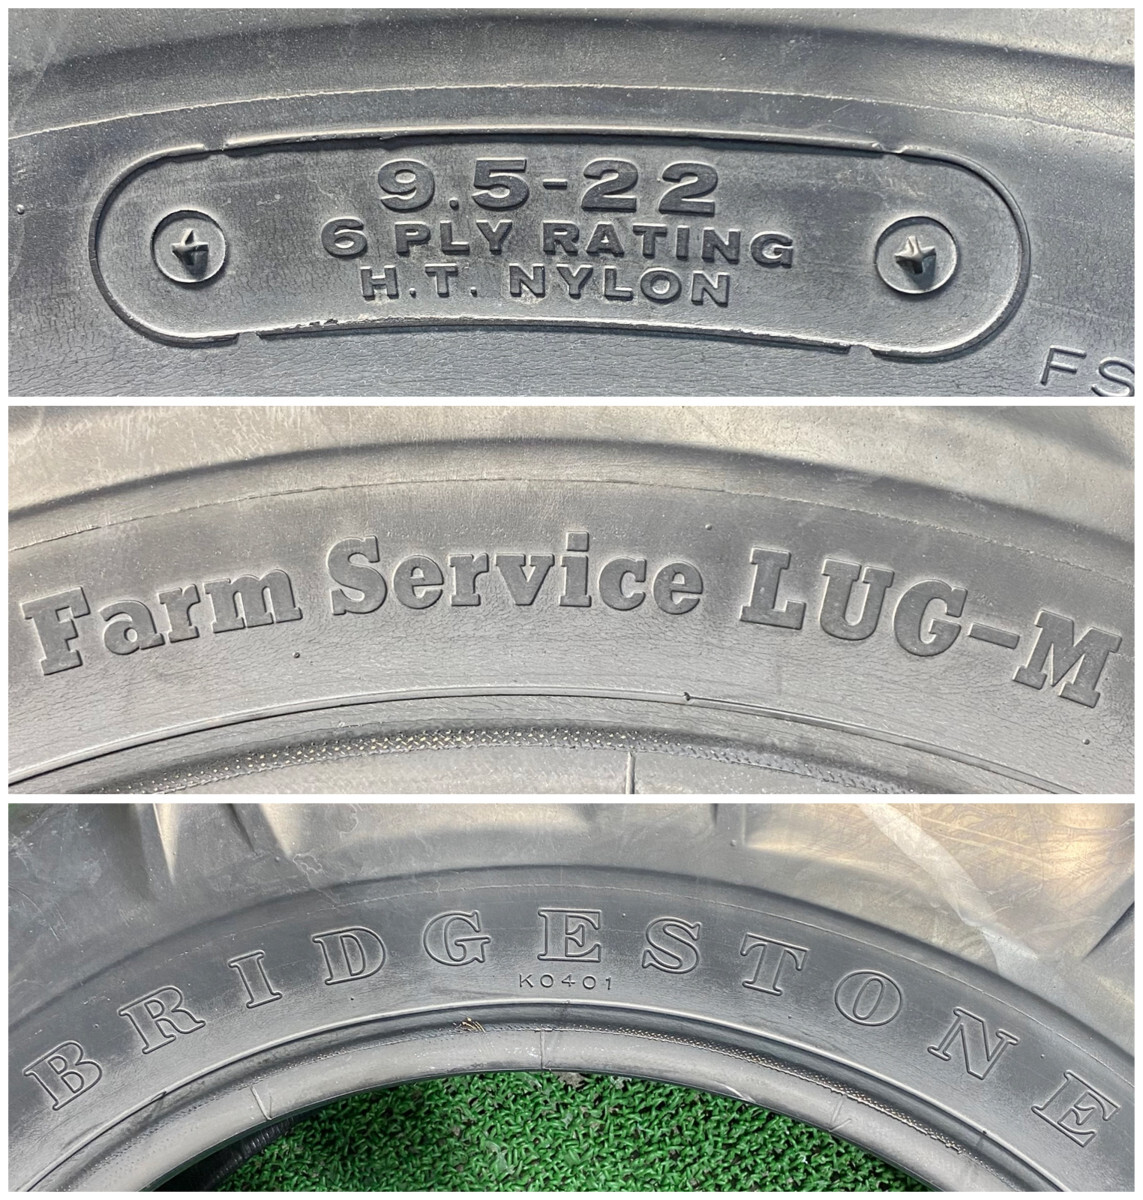 9.5-22
6 PLY RATING
H.T. NYLON
FS
Farm Service LUG-M
BRIDGESTONE
K0401